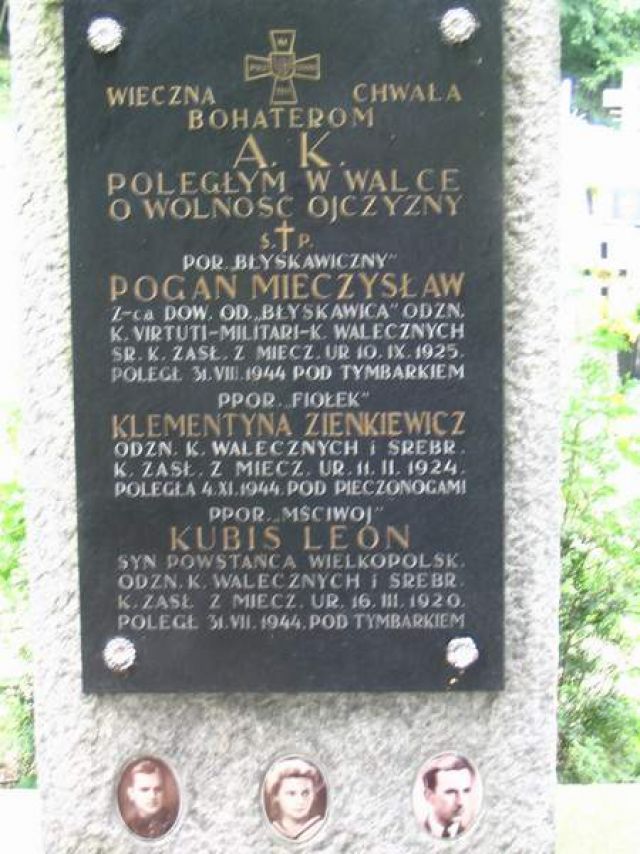 WIECZNA CHWAŁA
BOHATEROM
A. K.
POLEGŁYM W WALCE
O WOLNOŚĆ OJCZYZNY
Ś.†P.
POR. „BŁYSKAWICZNY"
POGAN MIECZYSŁAW
Z-CA DOW. OD. „BŁYSKAWICA" ODZN.
K. VIRTUTI-MILITARI-K. WALECZNYCH
SR. K. ZASŁ. Z MIECZ. UR 10. IX. 1925.
POLEGŁ 31. VIII. 1944 POD TYMBARKIEM
PPOR. „FIOŁEK"
KLEMENTYNA ZIENKIEWICZ
ODZN. K. WALECZNYCH i SREBR.
K. ZASŁ. Z MIECZ. UR. 11. II. 1924.
POLEGŁA 4. XI. 1944. POD PIECZONOGAMI
PPOR. „MŚCIWOJ"
KUBIŚ LEON
SYN POWSTAŃCA WIELKOPOLSK.
ODZN. K. WALECZNYCH i SREBR.
K. ZASŁ Z MIECZ. UR. 16. III. 1920.
POLEGŁ 31. VII. 1944. POD TYMBARKIEM